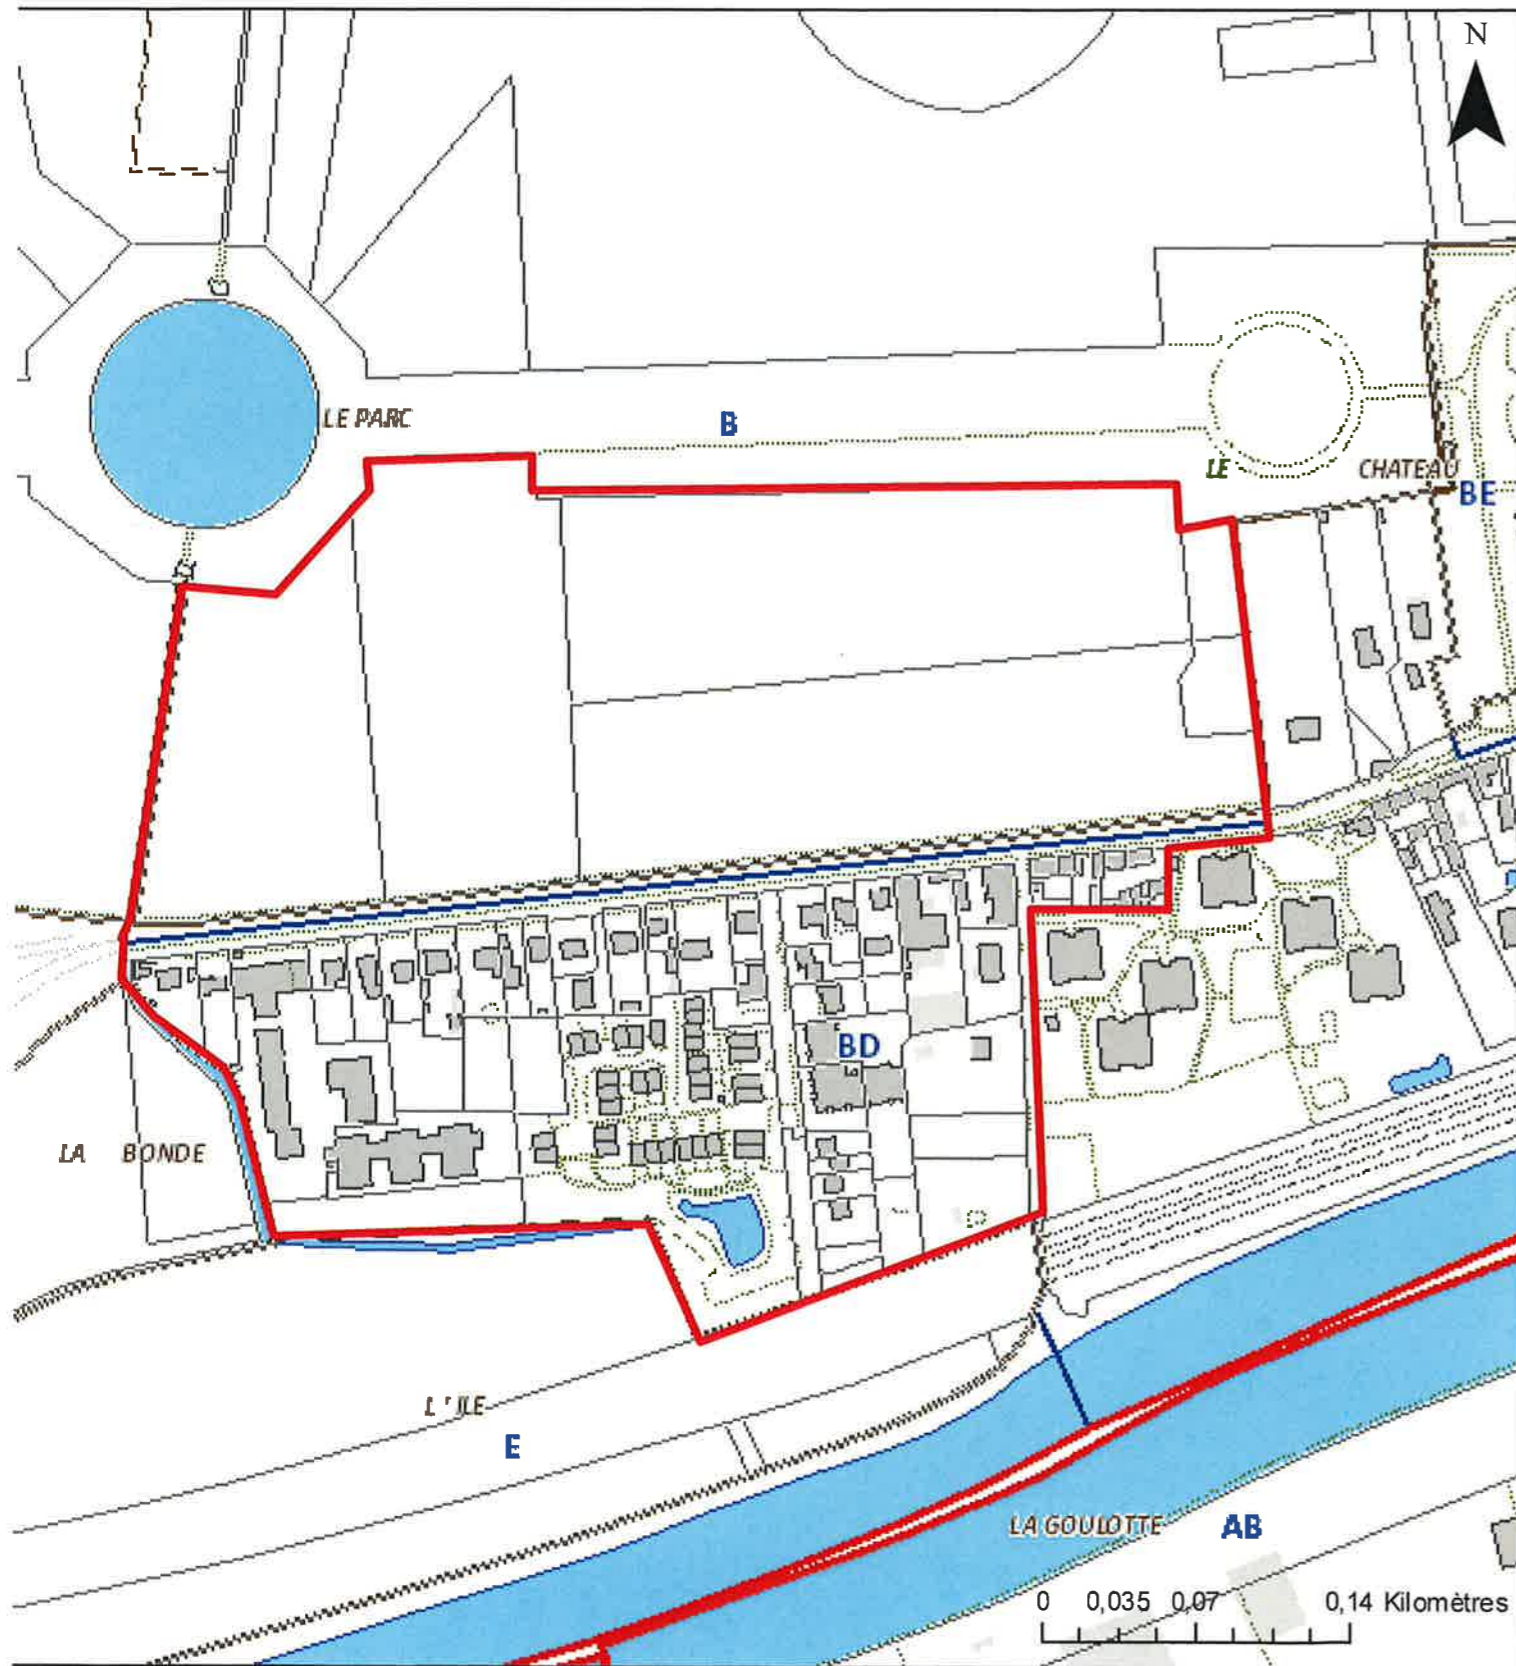 N
LE PARC
B
LE CHATEAU
BE
BD
LA BONDE
L'ILE
E
LA GOULOTTE
AB
0 0,035 0,07 0,14 Kilomètres